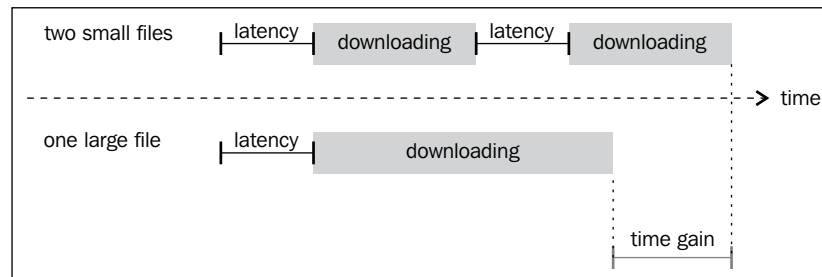 two small files
latency
downloading
latency
downloading
time
one large file
latency
downloading
time gain